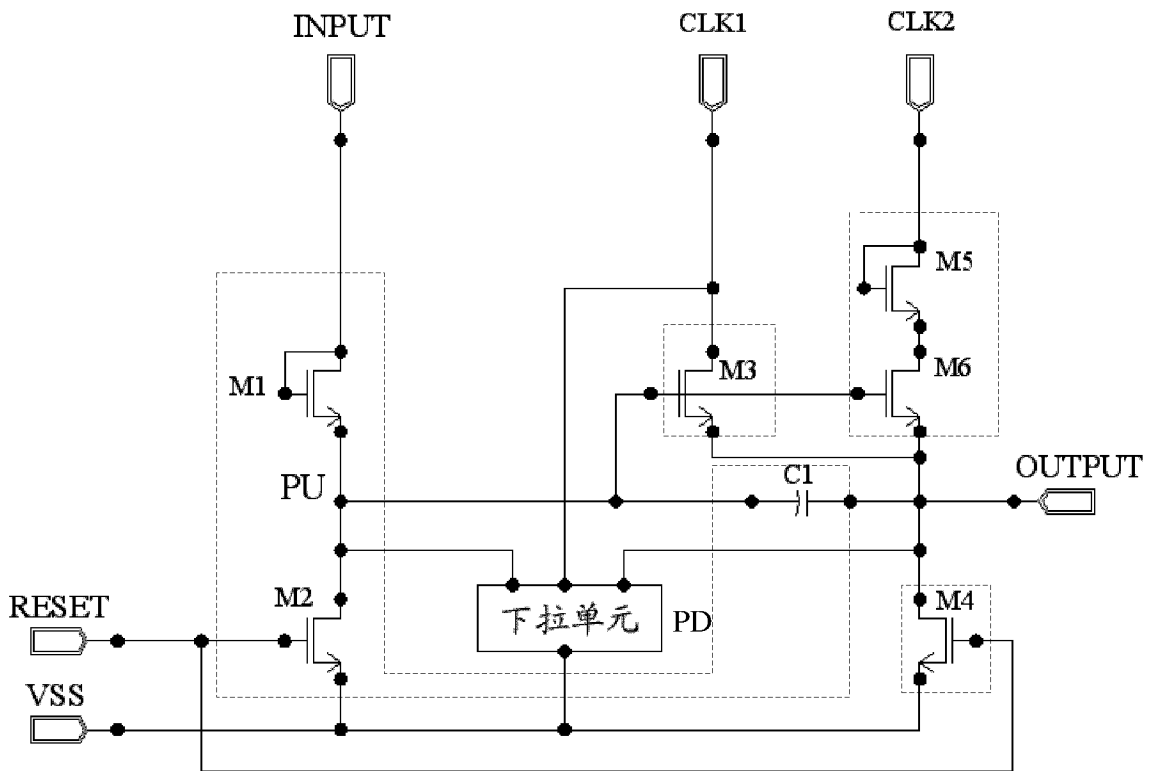 INPUT
CLK1
CLK2
M5
M1
M3
M6
PU
C1
OUTPUT
RESET
M2
下拉单元
PD
M4
VSS